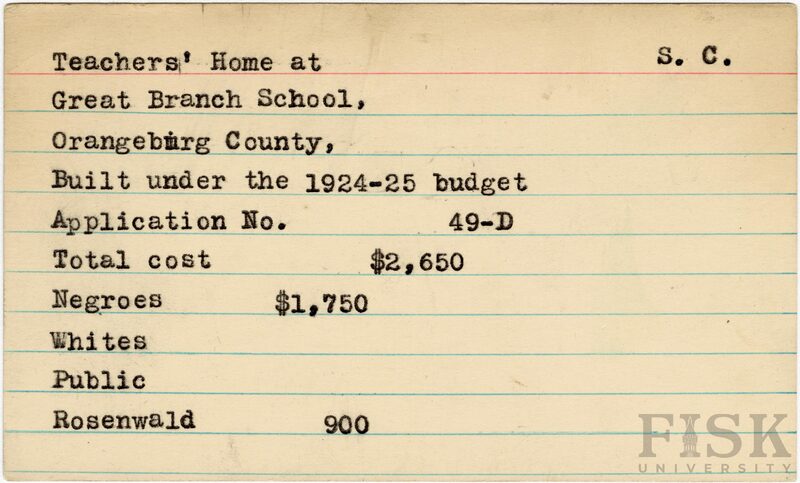 Teachers' Home at S. C.
Great Branch School,
Orangeburg County,
Built under the 1924-25 budget
Application No. 49-D
Total cost $2,650
Negroes $1,750
Whites
Public
Rosenwald 900
FISK
UNIVERSITY